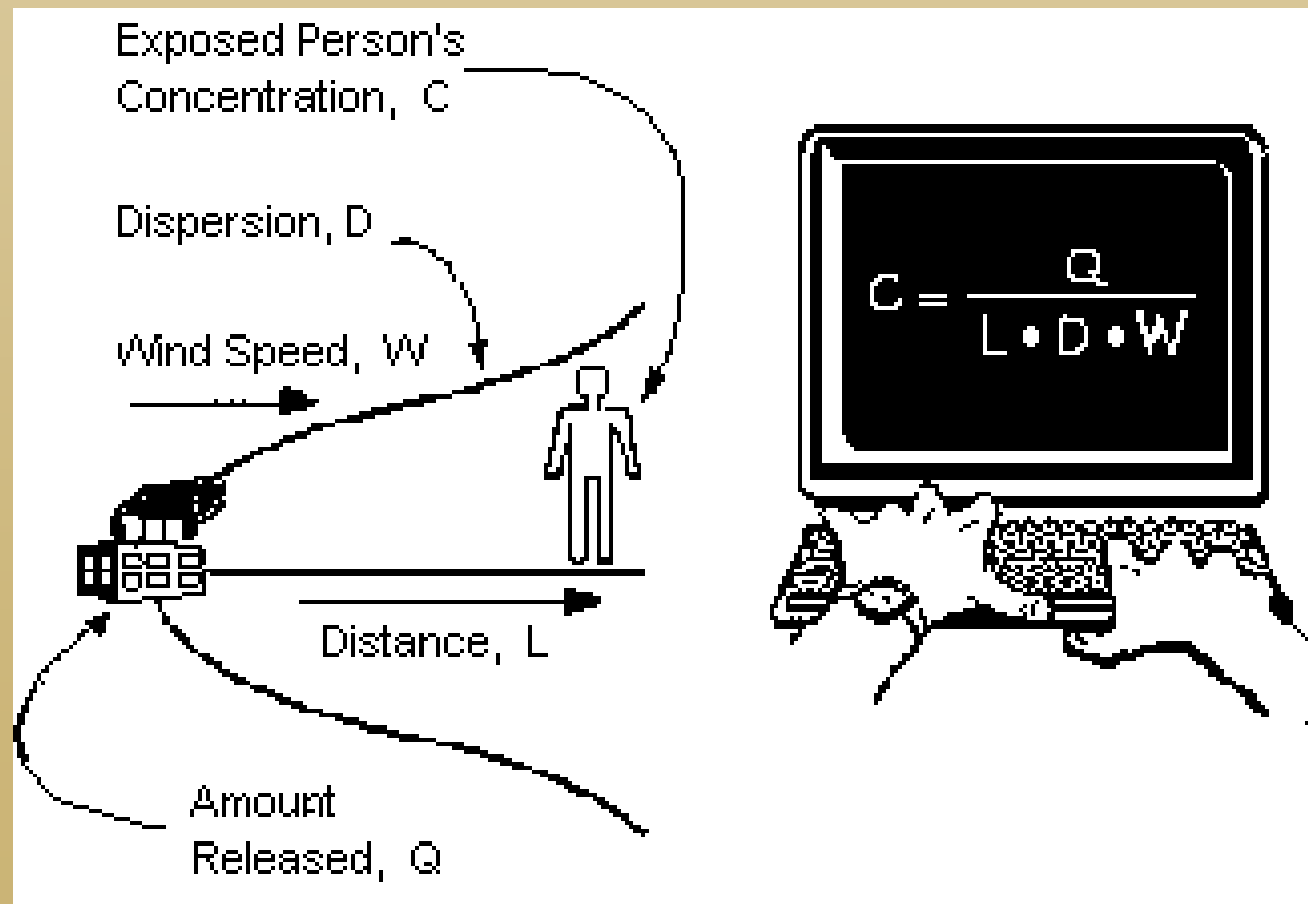 Exposed Person's
Concentration, C
Dispersion, D
Wind Speed, W
Distance, L
Amount
Released, Q
C = Q
L • D • W